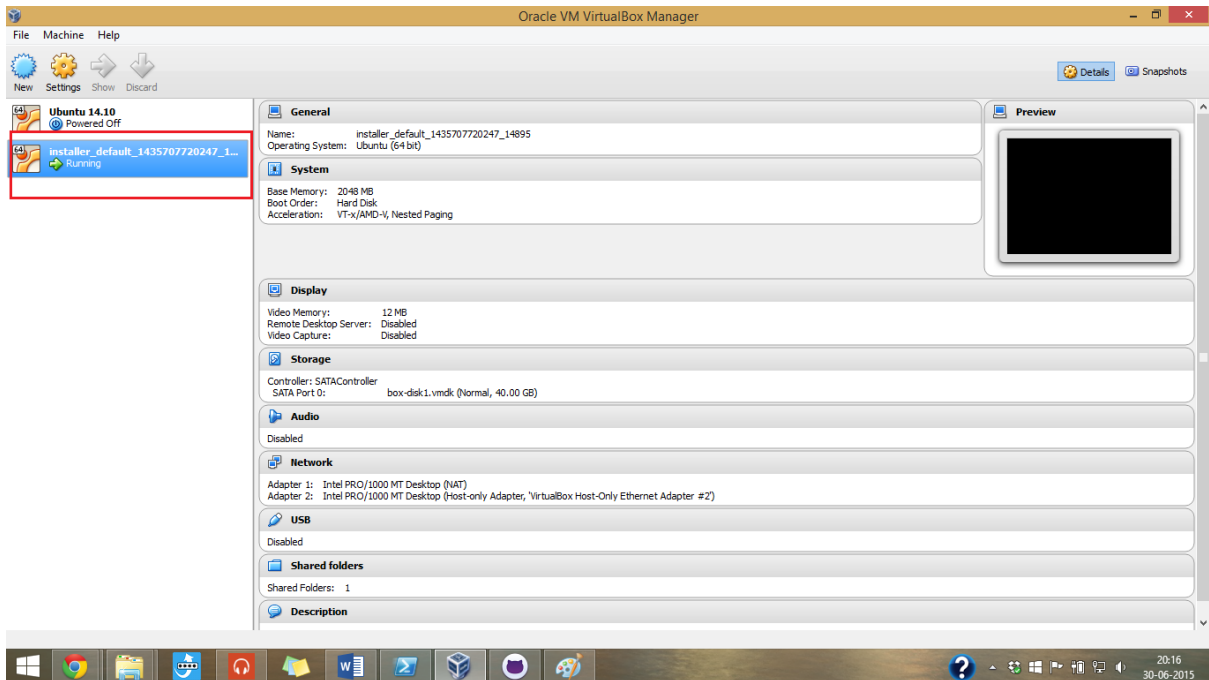 Oracle VM VirtualBox Manager
File Machine Help
New Settings Show Discard
Details Snapshots
64 Ubuntu 14.10
Powered Off
64 installer_default_1435707720247_1...
Running
General
Name: installer_default_1435707720247_14895
Operating System: Ubuntu (64 bit)
System
Base Memory: 2048 MB
Boot Order: Hard Disk
Acceleration: VT-x/AMD-V, Nested Paging
Preview
Display
Video Memory: 12 MB
Remote Desktop Server: Disabled
Video Capture: Disabled
Storage
Controller: SATAController
SATA Port 0: box-disk1.vmdk (Normal, 40.00 GB)
Audio
Disabled
Network
Adapter 1: Intel PRO/1000 MT Desktop (NAT)
Adapter 2: Intel PRO/1000 MT Desktop (Host-only Adapter, 'VirtualBox Host-Only Ethernet Adapter #2')
USB
Disabled
Shared folders
Shared Folders: 1
Description
20:16
30-06-2015